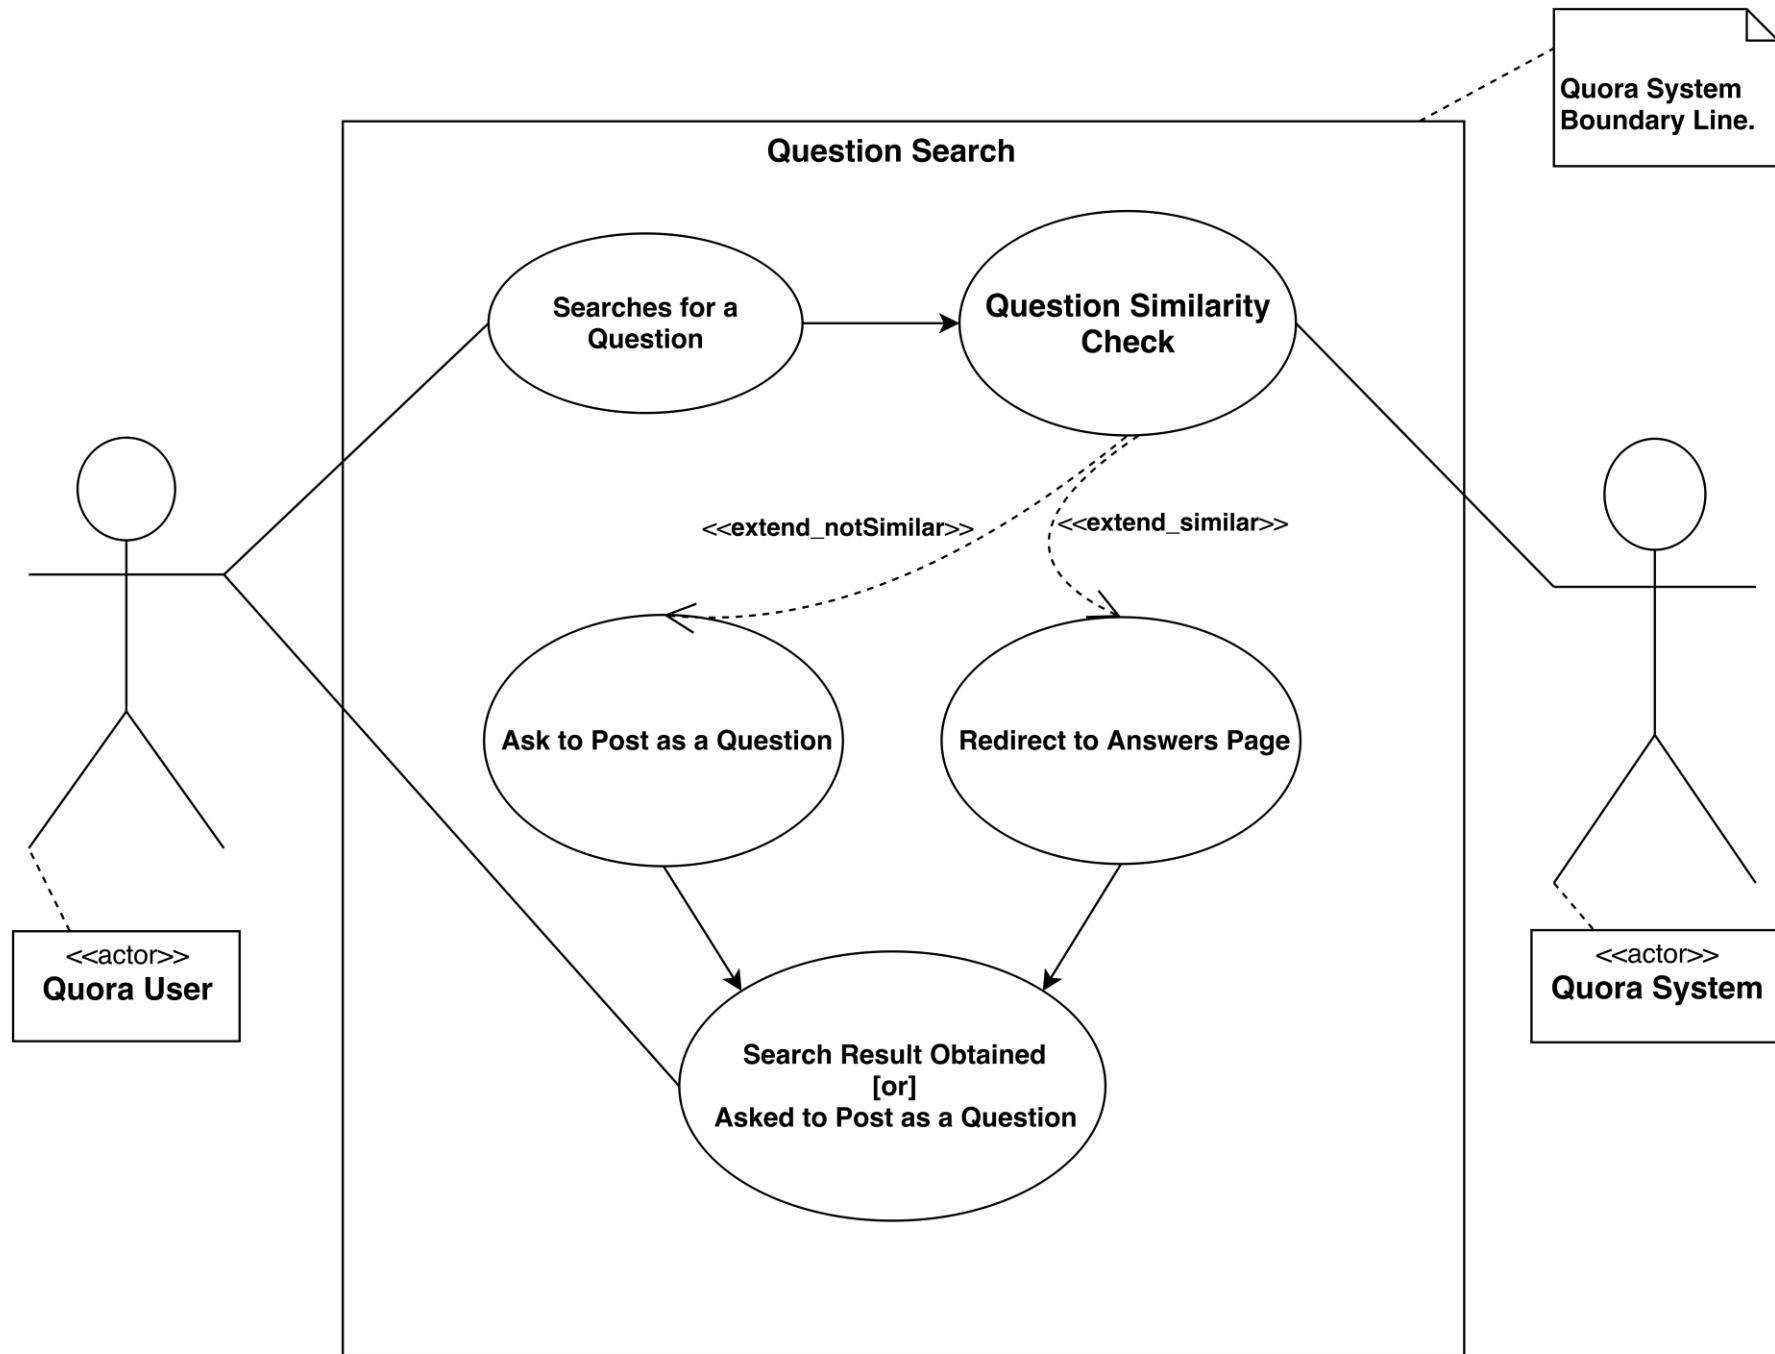 Quora System
Boundary Line.
Question Search
Searches for a
Question
Question Similarity
Check
<<extend_notSimilar>>
<<extend_similar>>
Ask to Post as a Question
Redirect to Answers Page
<<actor>>
Quora User
<<actor>>
Quora System
Search Result Obtained
[or]
Asked to Post as a Question